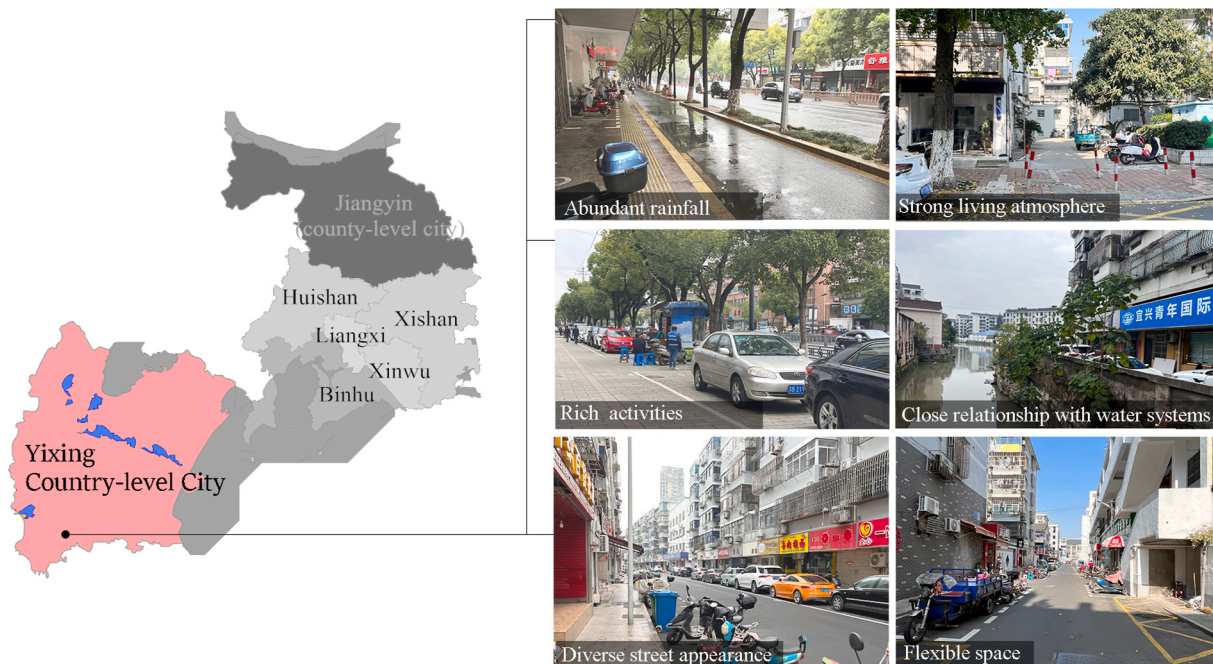 Jiangyin
(county-level city)
Huishan
Xishan
Liangxi
Xinwu
Binhu
Yixing
Country-level City
Abundant rainfall
Strong living atmosphere
Rich activities
宜兴青年国际
Close relationship with water systems
Diverse street appearance
Flexible space